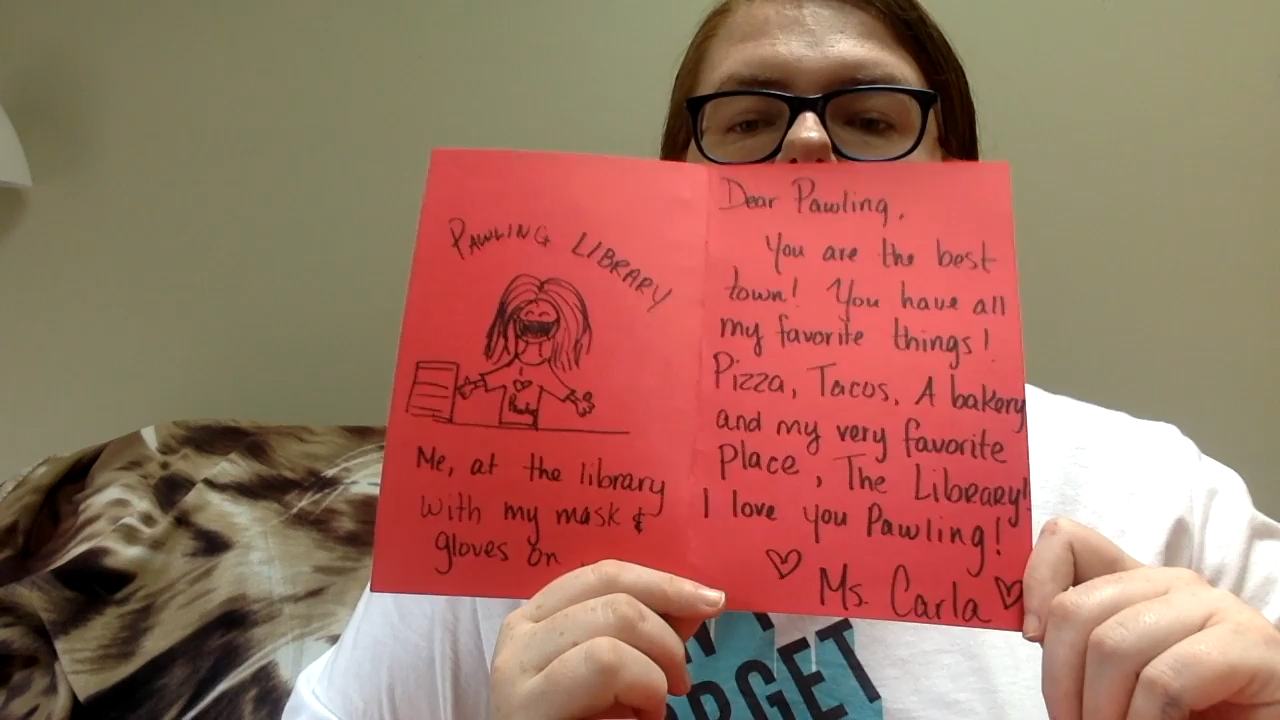 PAWLING LIBRARY
Pawling
Me, at the library
with my mask &
gloves on
Dear Pawling,
You are the best
town! You have all
my favorite things!
Pizza, Tacos, A bakery
and my very favorite
Place, The Library!
I love you Pawling!
Ms. Carla
RGET